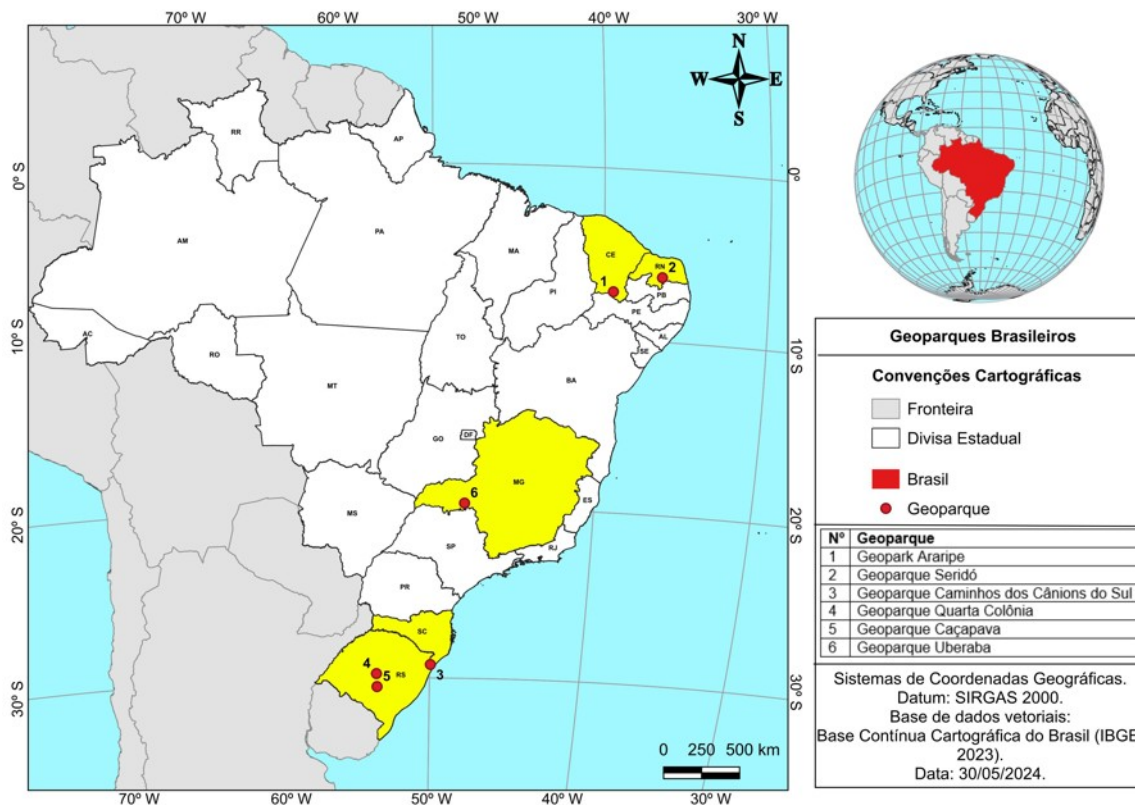 70º W 60º W 50º W 40º W 30º W
N
W E
S
RR
AP
0º S
0º
AM
PA
MA
CE
RN
2
1
PI
PB
PE
AC
AL
TO
SE
10º S
10º S
RO
MT
BA
GO
DF
6
MG
MS
ES
20º S
20º S
SP
RJ
PR
SC
4
5
RS
3
30º S
30º S
0 250 500 km
70º W 60º W 50º W 40º W 30º W
Geoparques Brasileiros
Convenções Cartográficas
Fronteira
Divisa Estadual
Brasil
Geoparque
Nº Geoparque
1 Geopark Araripe
2 Geoparque Seridó
3 Geoparque Caminhos dos Cânions do Sul
4 Geoparque Quarta Colônia
5 Geoparque Caçapava
6 Geoparque Uberaba
Sistemas de Coordenadas Geográficas.
Datum: SIRGAS 2000.
Base de dados vetoriais:
Base Contínua Cartográfica do Brasil (IBGE
2023).
Data: 30/05/2024.